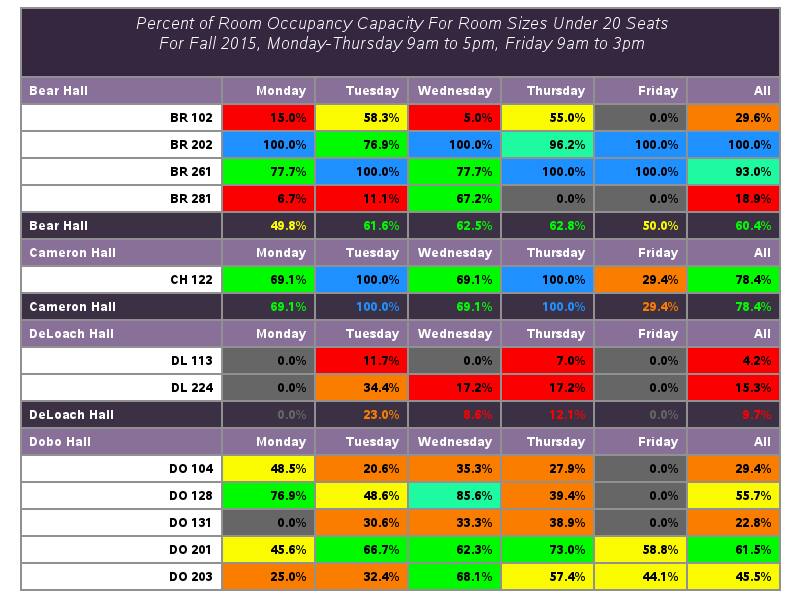 Percent of Room Occupancy Capacity For Room Sizes Under 20 Seats
For Fall 2015, Monday-Thursday 9am to 5pm, Friday 9am to 3pm
Bear Hall Monday Tuesday Wednesday Thursday Friday All
BR 102 15.0% 58.3% 5.0% 55.0% 0.0% 29.6%
BR 202 100.0% 76.9% 100.0% 96.2% 100.0% 100.0%
BR 261 77.7% 100.0% 77.7% 100.0% 100.0% 93.0%
BR 281 6.7% 11.1% 67.2% 0.0% 0.0% 18.9%
Bear Hall 49.8% 61.6% 62.5% 62.8% 50.0% 60.4%
Cameron Hall Monday Tuesday Wednesday Thursday Friday All
CH 122 69.1% 100.0% 69.1% 100.0% 29.4% 78.4%
Cameron Hall 69.1% 100.0% 69.1% 100.0% 29.4% 78.4%
DeLoach Hall Monday Tuesday Wednesday Thursday Friday All
DL 113 0.0% 11.7% 0.0% 7.0% 0.0% 4.2%
DL 224 0.0% 34.4% 17.2% 17.2% 0.0% 15.3%
DeLoach Hall 0.0% 23.0% 8.6% 12.1% 0.0% 9.7%
Dobo Hall Monday Tuesday Wednesday Thursday Friday All
DO 104 48.5% 20.6% 35.3% 27.9% 0.0% 29.4%
DO 128 76.9% 48.6% 85.6% 39.4% 0.0% 55.7%
DO 131 0.0% 30.6% 33.3% 38.9% 0.0% 22.8%
DO 201 45.6% 66.7% 62.3% 73.0% 58.8% 61.5%
DO 203 25.0% 32.4% 68.1% 57.4% 44.1% 45.5%